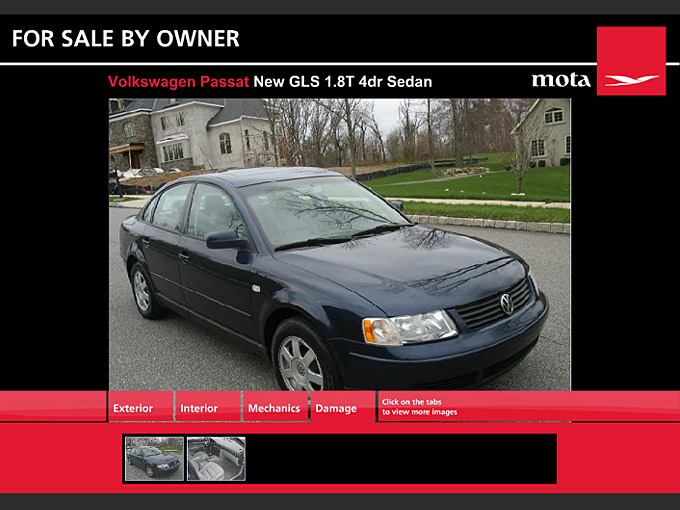 FOR SALE BY OWNER
Volkswagen Passat New GLS 1.8T 4dr Sedan
mota
Exterior
Interior
Mechanics
Damage
Click on the tabs
to view more images